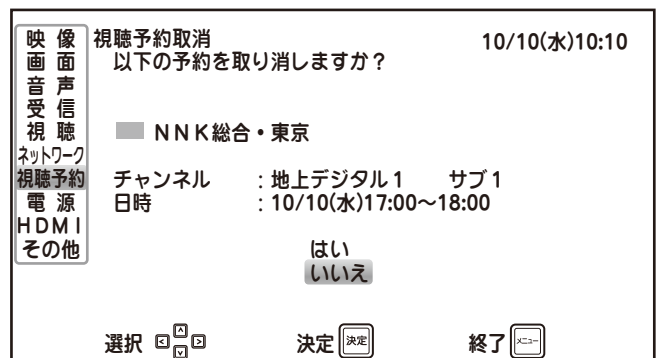 視聴予約取消 10/10(水)10:10
以下の予約を取り消しますか？
映 像
画 面
音 声
受 信
視 聴
ネットワーク
視聴予約
電 源
HDMI
その他
NNK総合・東京
チャンネル :地上デジタル1 サブ1
日時 :10/10(水)17:00〜18:00
はい
いいえ
選択 決定 決定 終了 メニュー